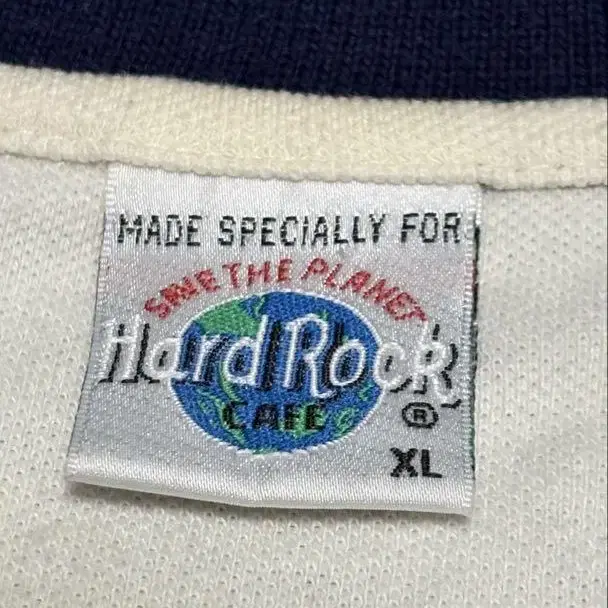 MADE SPECIALLY FOR
SAVE THE PLANET
Hard Rock
CAFE ®
XL